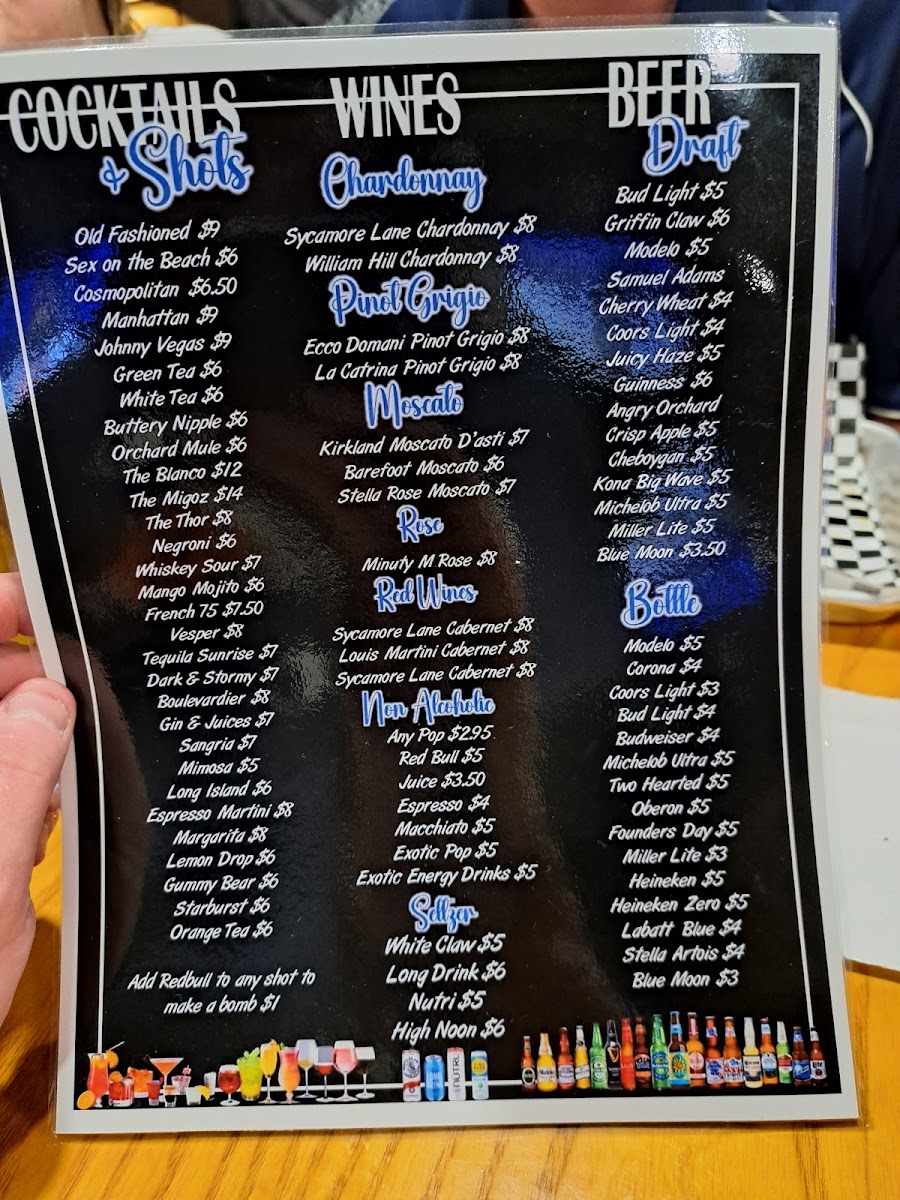 COCKTAILS
& Shots
Old Fashioned $9
Sex on the Beach $6
Cosmopolitan $6.50
Manhattan $9
Johnny Vegas $9
Green Tea $6
White Tea $6
Buttery Nipple $6
Orchard Mule $6
The Blanco $12
The Migoz $14
The Thor $8
Negroni $6
Whiskey Sour $7
Mango Mojito $6
French 75 $7.50
Vesper $8
Tequila Sunrise $7
Dark & Stormy $7
Boulevardier $8
Gin & Juices $7
Sangria $7
Mimosa $5
Long Island $6
Espresso Martini $8
Margarita $8
Lemon Drop $6
Gummy Bear $6
Starburst $6
Orange Tea $6
Add Redbull to any shot to
make a bomb $1
WINES
Chardonnay
Sycamore Lane Chardonnay $8
William Hill Chardonnay $8
Pinot Grigio
Ecco Domani Pinot Grigio $8
La Catrina Pinot Grigio $8
Moscato
Kirkland Moscato D'asti $7
Barefoot Moscato $6
Stella Rose Moscato $7
Rose
Minuty M Rose $8
Red Wines
Sycamore Lane Cabernet $8
Louis Martini Cabernet $8
Sycamore Lane Cabernet $8
Non Alcoholic
Any Pop $2.95
Red Bull $5
Juice $3.50
Espresso $4
Macchiato $5
Exotic Pop $5
Exotic Energy Drinks $5
Seltzer
White Claw $5
Long Drink $6
Nutri $5
High Noon $6
NUTRL
BEER
Draft
Bud Light $5
Griffin Claw $6
Modelo $5
Samuel Adams
Cherry Wheat $4
Coors Light $4
Juicy Haze $5
Guinness $6
Angry Orchard
Crisp Apple $5
Cheboygan $5
Kona Big Wave $5
Michelob Ultra $5
Miller Lite $5
Blue Moon $3.50
Bottle
Modelo $5
Corona $4
Coors Light $3
Bud Light $4
Budweiser $4
Michelob Ultra $5
Two Hearted $5
Oberon $5
Founders Day $5
Miller Lite $3
Heineken $5
Heineken Zero $5
Labatt Blue $4
Stella Artois $4
Blue Moon $3